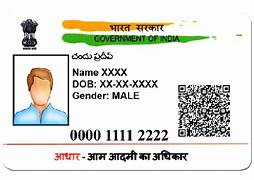 भारत सरकार
GOVERNMENT OF INDIA
చందు ప్రదీప్
Name XXXX
DOB: XX-XX-XXXX
Gender: MALE
0000 1111 2222
आधार - आम आदमी का अधिकार